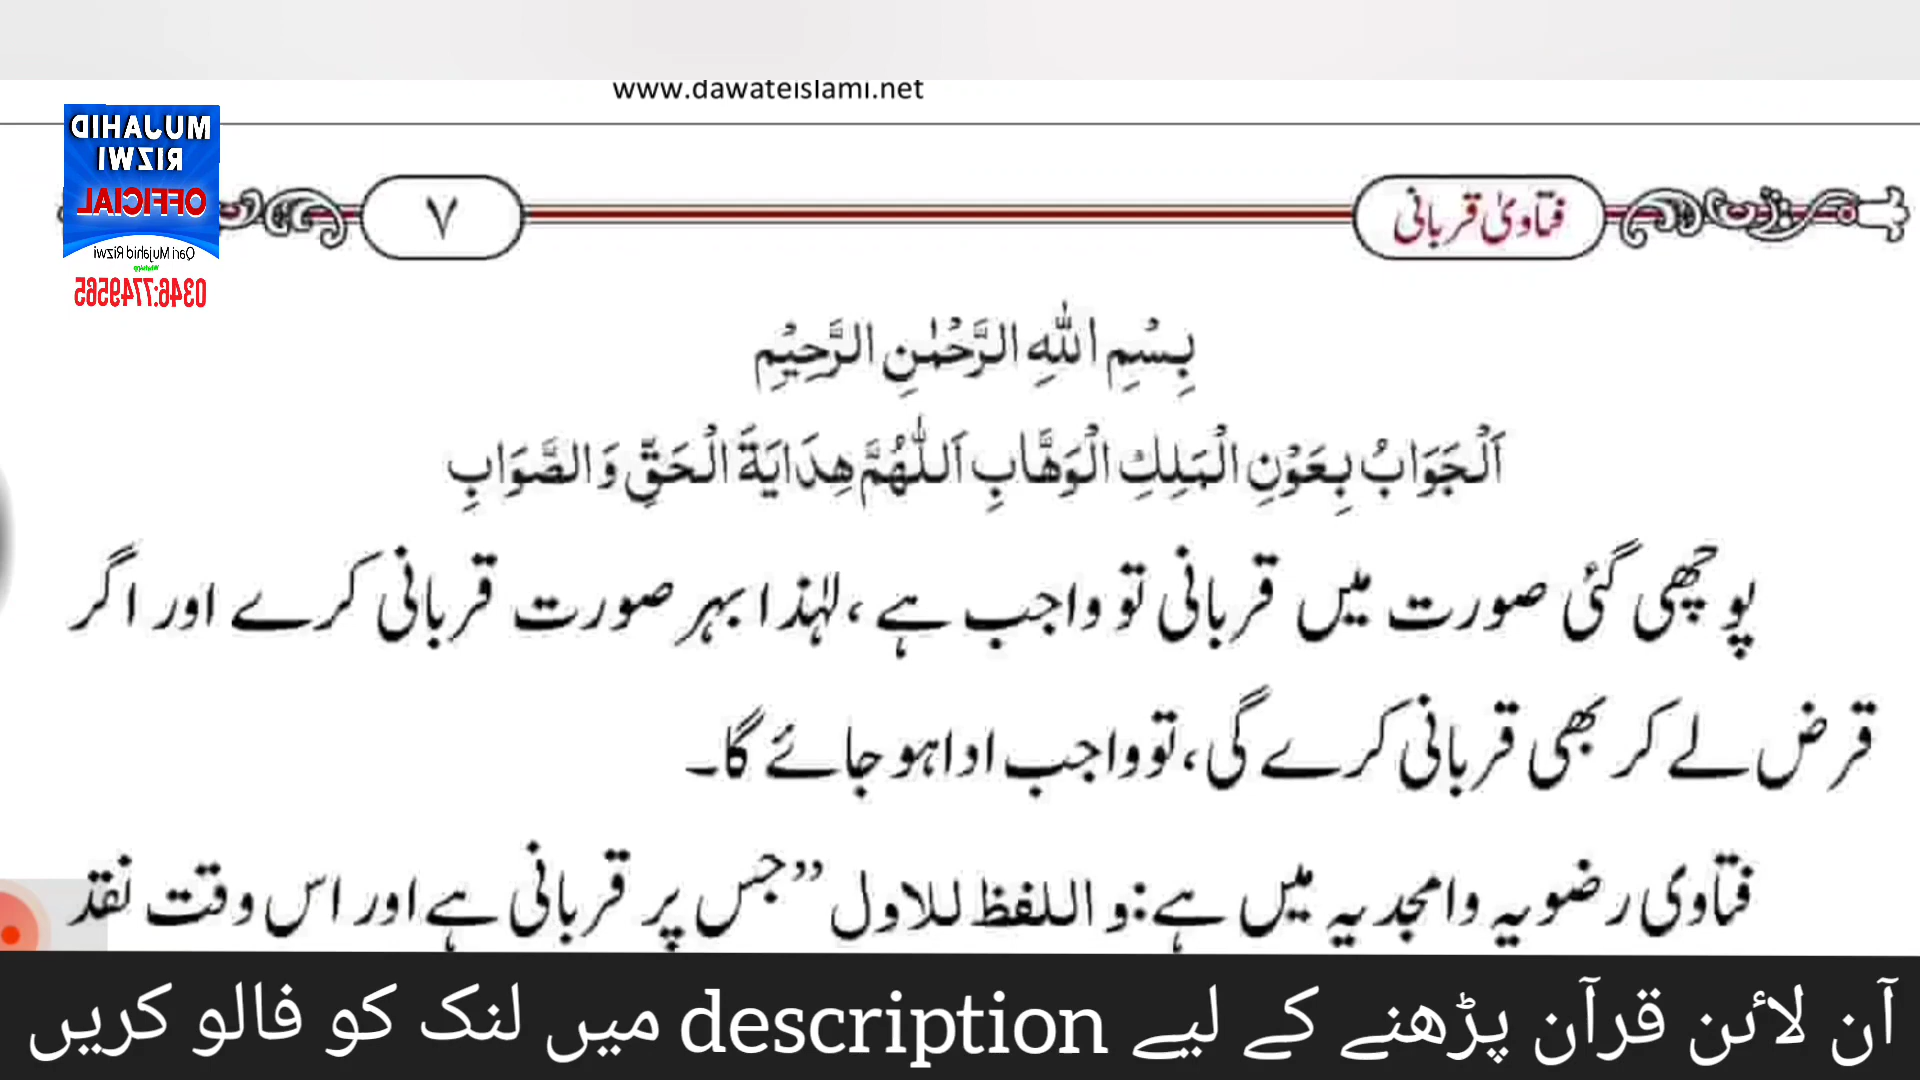 www.dawateislami.net
MUJAHID
RIZWI
OFFICIAL
Qari Mujahid Rizwi
WhatsApp
0346:7749565
فتاویٰ قربانی
۷
بِسْمِ اللهِ الرَّحْمٰنِ الرَّحِیْمِ
اَلْجَوَابُ بِعَوْنِ الْمَلِكِ الْوَهَّابِ اَللّٰهُمَّ هِدَایَةَ الْحَقِّ وَالصَّوَابِ
پوچھی گئی صورت میں قربانی تو واجب ہے، لہٰذا بہر صورت قربانی کرے اور اگر
قرض لے کر بھی قربانی کرے گی، تو واجب ادا ہو جائے گا۔
فتاوی رضویہ وامجدیہ میں ہے: و اللفظ للاول ’’جس پر قربانی ہے اور اس وقت نقد
آن لائن قرآن پڑھنے کے لیے description میں لنک کو فالو کریں